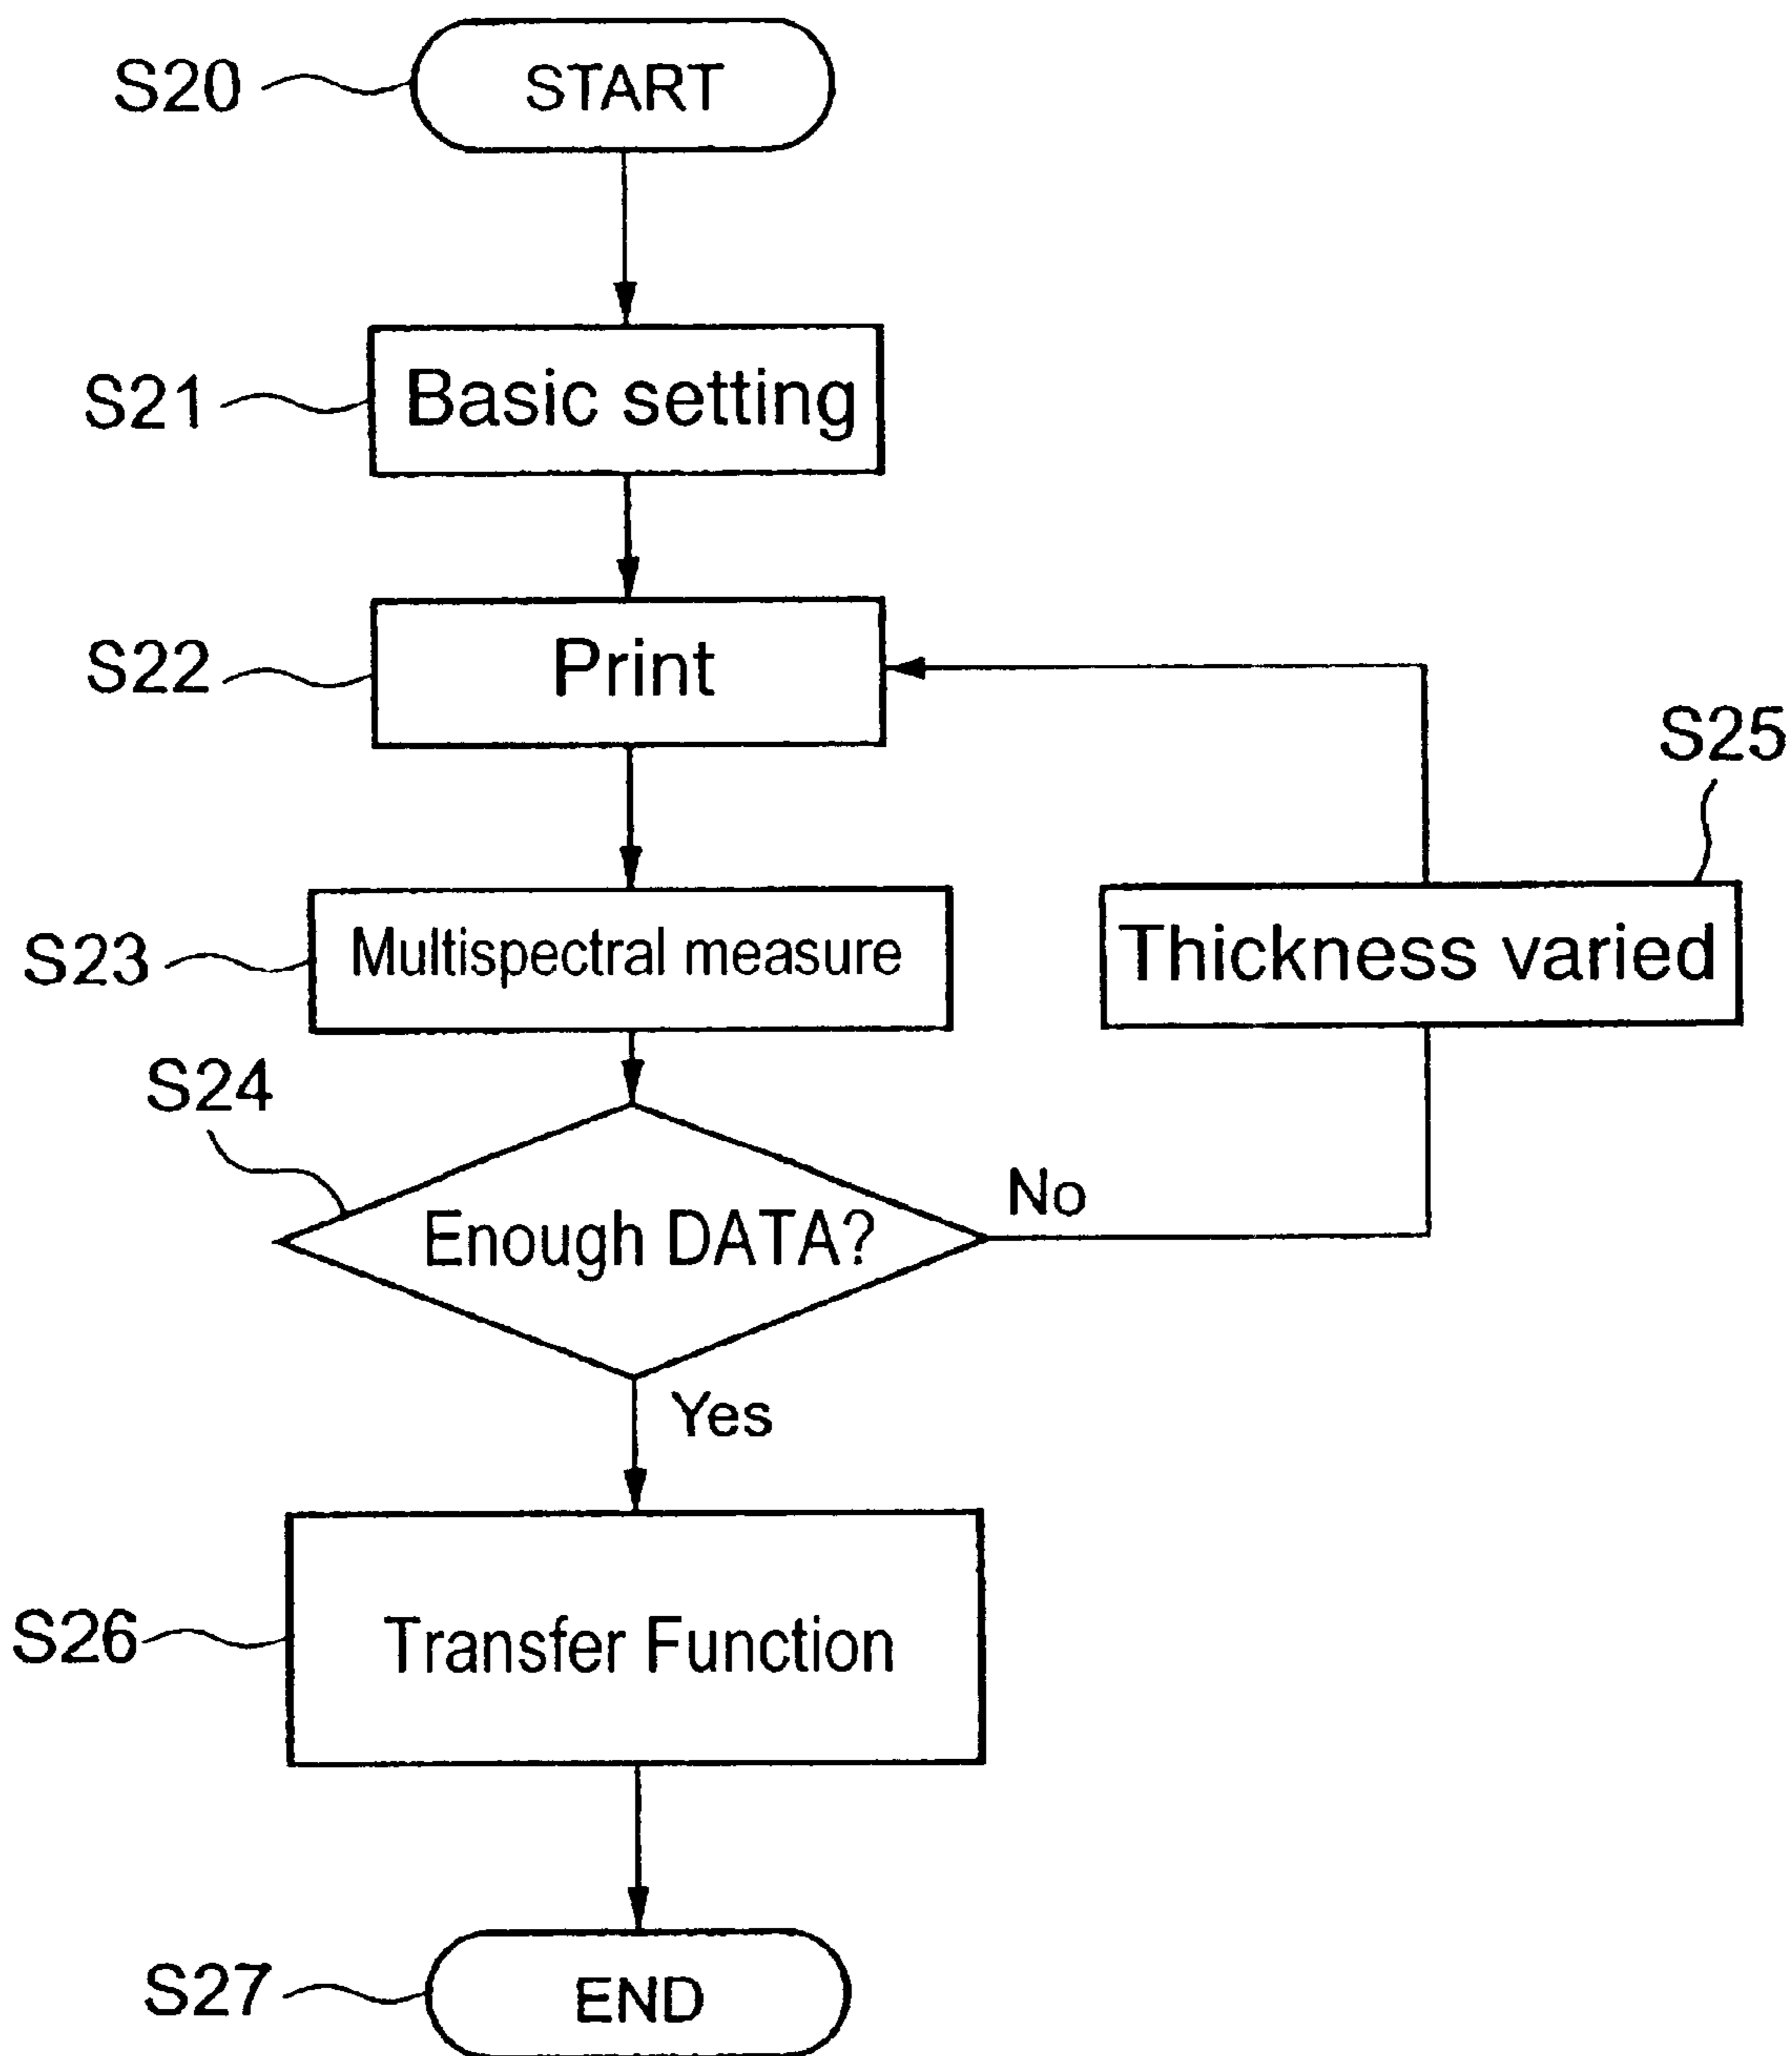 S20
START
S21
Basic setting
S22
Print
S25
S23
Multispectral measure
Thickness varied
S24
Enough DATA?
No
Yes
S26
Transfer Function
S27
END